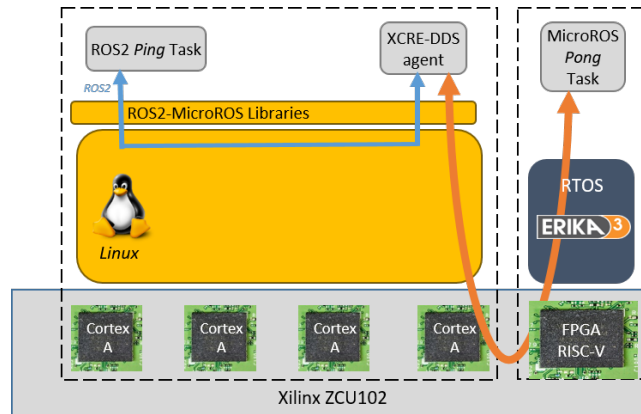 ROS2 Ping Task
XCRE-DDS
agent
MicroROS
Pong
Task
ROS2
ROS2-MicroROS Libraries
Linux
RTOS
ERIKA 3
Cortex
A
Cortex
A
Cortex
A
Cortex
A
FPGA
RISC-V
Xilinx ZCU102